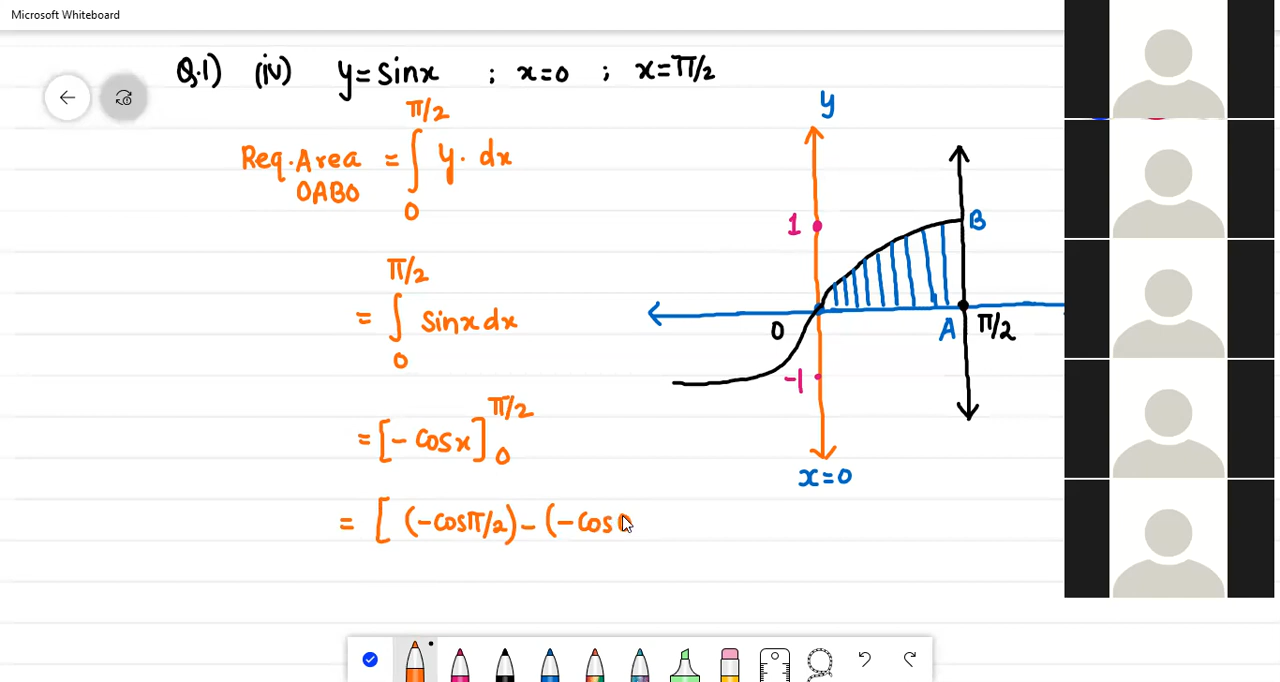 Microsoft Whiteboard
Q.1) (iv) y=sinx ; x=0 ; x=π/2
Req. Area = ∫ y. dx
π/2
0
OABO
π/2
= ∫ sinx dx
0
= [- cosx]
π/2
0
= [ (-cosπ/2) - (-cos
y
1
B
0
A
π/2
-1
x=0